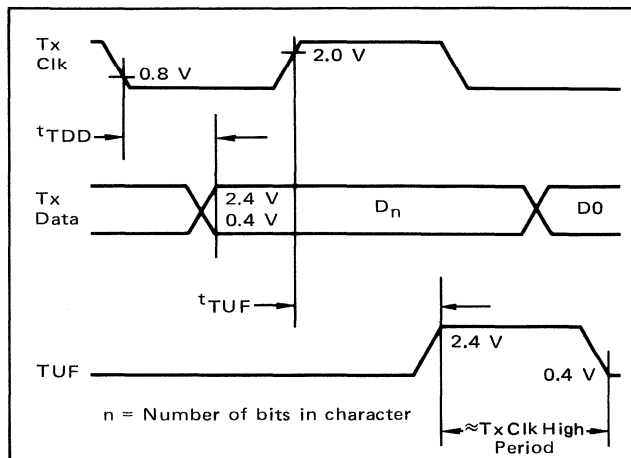 Tx
Clk
0.8 V
2.0 V
tTDD
Tx
Data
2.4 V
0.4 V
Dn
D0
tTUF
TUF
2.4 V
0.4 V
n = Number of bits in character
≈Tx Clk High
Period